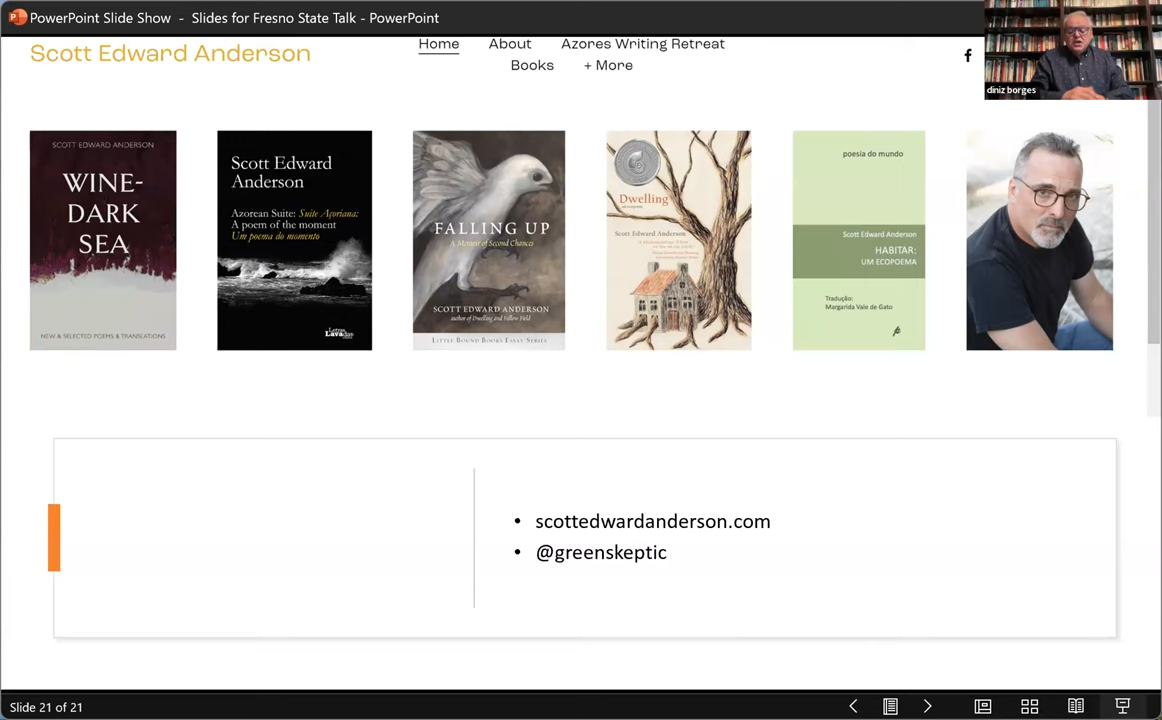 PowerPoint Slide Show - Slides for Fresno State Talk - PowerPoint
Scott Edward Anderson
Home About Azores Writing Retreat
Books + More
diniz borges
SCOTT EDWARD ANDERSON
WINE-
DARK
SEA
NEW & SELECTED POEMS & TRANSLATIONS
Scott Edward
Anderson
Azorean Suite: Suite Açoriana:
A poem of the moment
Um poema do momento
Letras
Lavadas
FALLING UP
A Memoir of Second Chances
SCOTT EDWARD ANDERSON
author of Dwelling and Fallow Field
LITTLE BOUND BOOKS ESSAY SERIES
Dwelling
Scott Edward Anderson
poesia do mundo
Scott Edward Anderson
HABITAR:
UM ECOPOEMA
Tradução:
Margarida Vale de Gato
• scottedwardanderson.com
• @greenskeptic
Slide 21 of 21